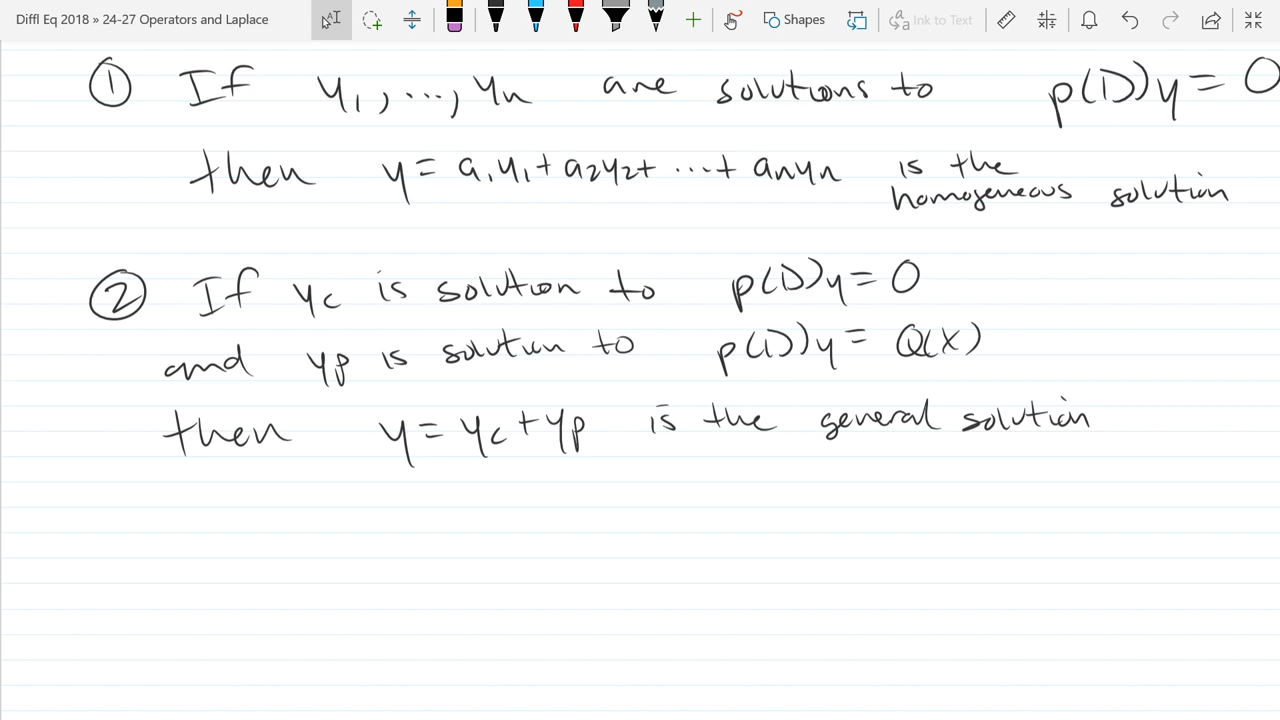 Diffl Eq 2018 » 24-27 Operators and Laplace Shapes Ink to Text
① If y₁, ..., yₙ are solutions to p(D)y = 0
then y = a₁y₁ + a₂y₂ + ... + aₙyₙ is the homogeneous solution
② If yc is solution to p(D)y = 0
and yp is solution to p(D)y = Q(x)
then y = yc + yp is the general solution